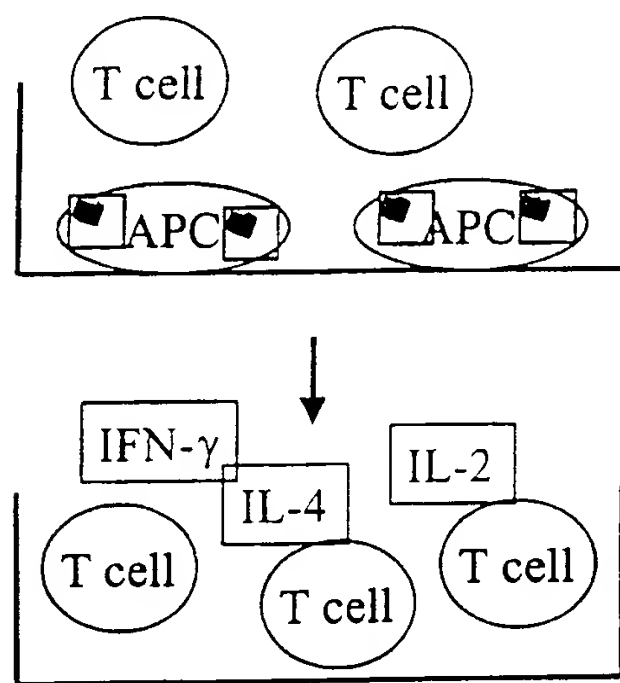 T cell
T cell
APC
APC
IFN-γ
IL-2
IL-4
T cell
T cell
T cell